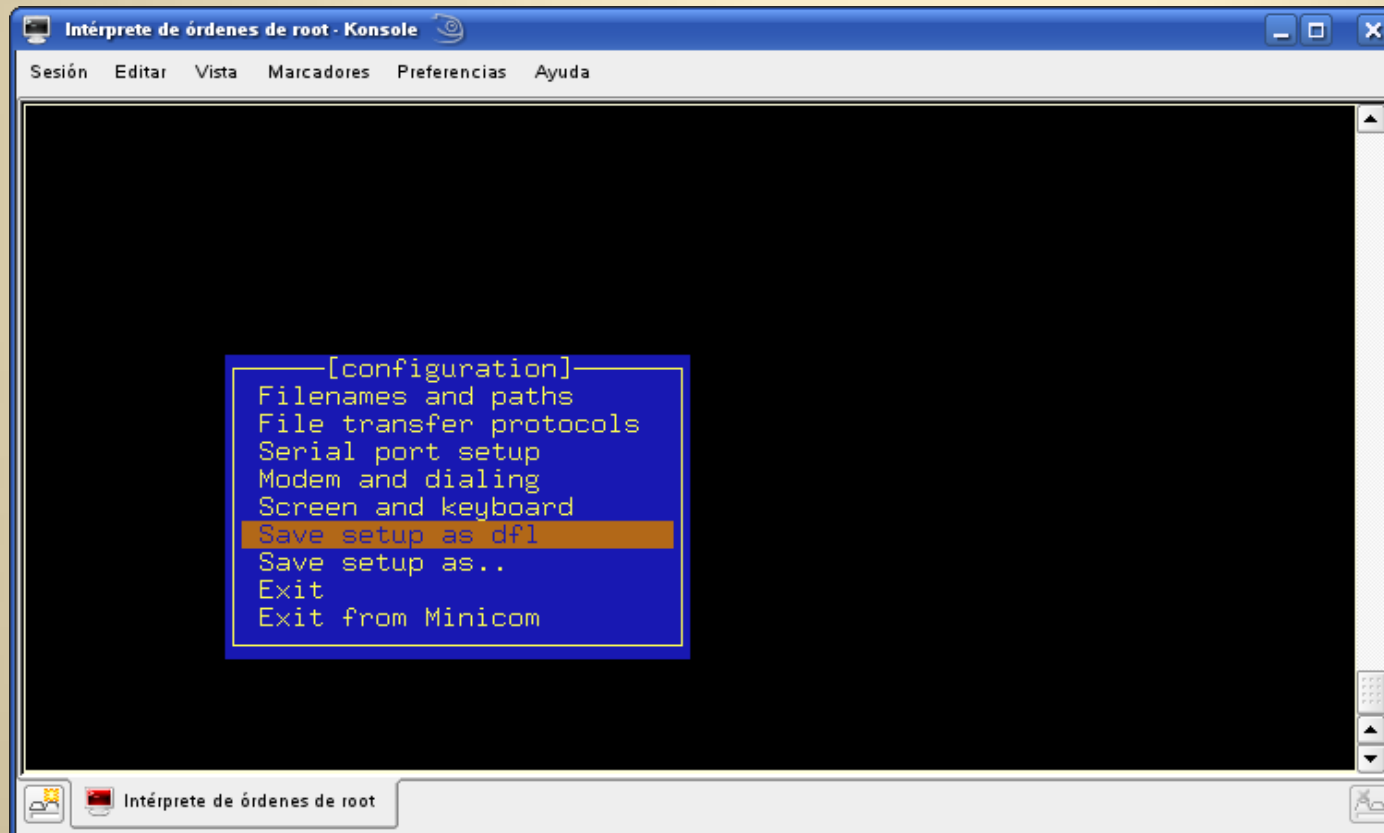 Intérprete de órdenes de root - Konsole
Sesión Editar Vista Marcadores Preferencias Ayuda
[configuration]
Filenames and paths
File transfer protocols
Serial port setup
Modem and dialing
Screen and keyboard
Save setup as dfl
Save setup as..
Exit
Exit from Minicom
Intérprete de órdenes de root